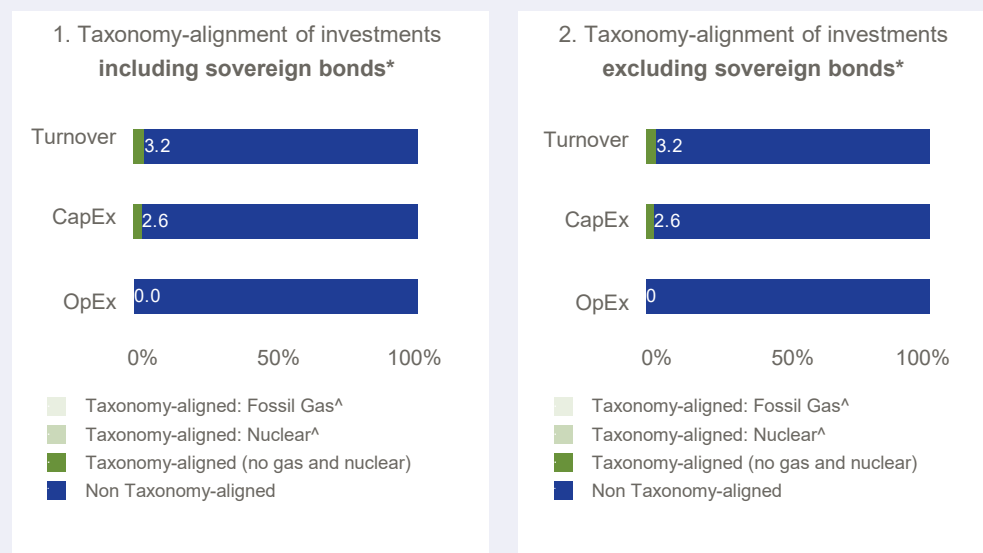 1. Taxonomy-alignment of investments
including sovereign bonds*
Turnover
3.2
CapEx
2.6
OpEx
0.0
0% 50% 100%
Taxonomy-aligned: Fossil Gas^
Taxonomy-aligned: Nuclear^
Taxonomy-aligned (no gas and nuclear)
Non Taxonomy-aligned
2. Taxonomy-alignment of investments
excluding sovereign bonds*
Turnover
3.2
CapEx
2.6
OpEx
0
0% 50% 100%
Taxonomy-aligned: Fossil Gas^
Taxonomy-aligned: Nuclear^
Taxonomy-aligned (no gas and nuclear)
Non Taxonomy-aligned